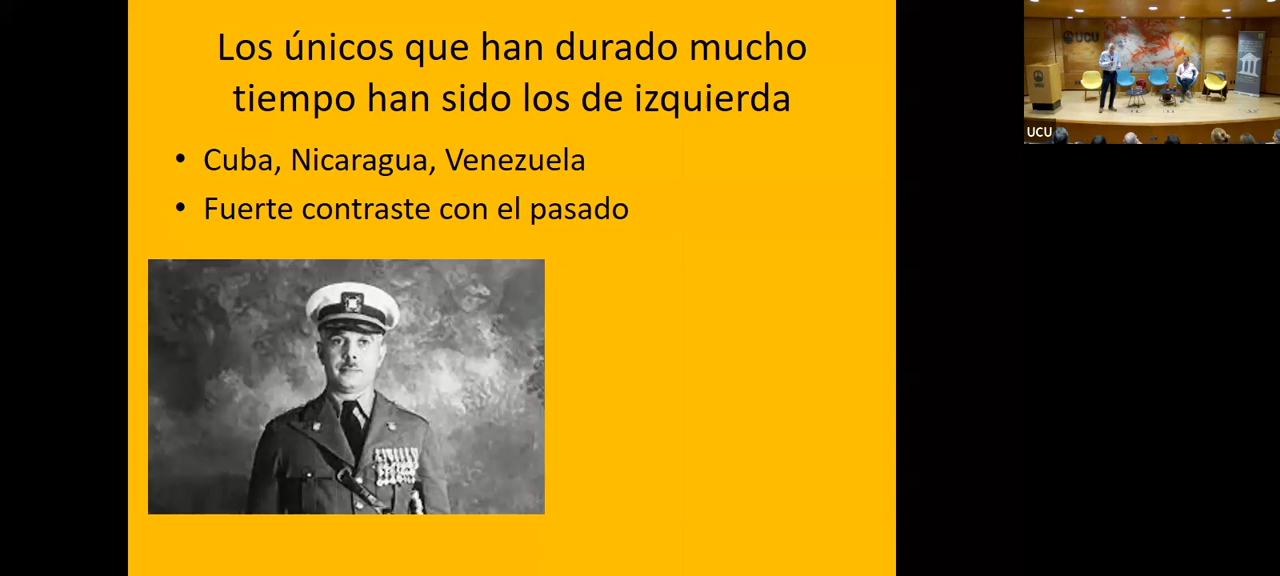 Los únicos que han durado mucho
tiempo han sido los de izquierda
• Cuba, Nicaragua, Venezuela
• Fuerte contraste con el pasado
UCU
UCU